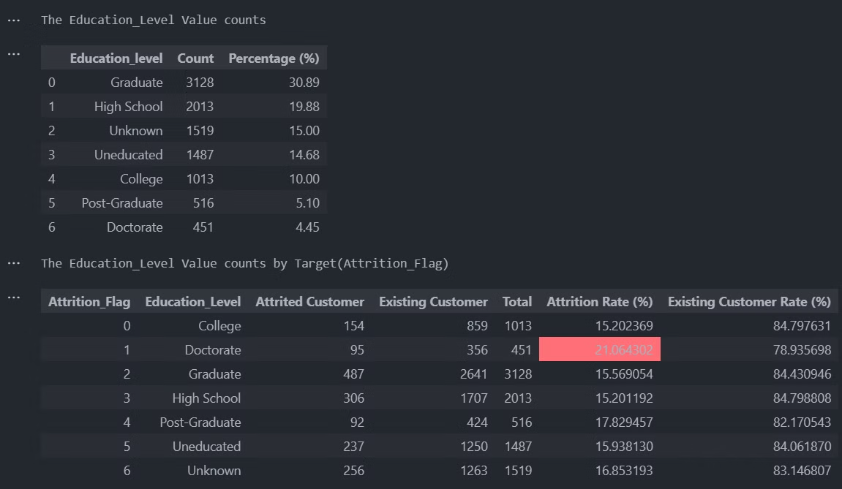 ... The Education_Level Value counts
...
Education_level Count Percentage (%)
0 Graduate 3128 30.89
1 High School 2013 19.88
2 Unknown 1519 15.00
3 Uneducated 1487 14.68
4 College 1013 10.00
5 Post-Graduate 516 5.10
6 Doctorate 451 4.45
... The Education_Level Value counts by Target(Attrition_Flag)
...
Attrition_Flag Education_Level Attrited Customer Existing Customer Total Attrition Rate (%) Existing Customer Rate (%)
0 College 154 859 1013 15.202369 84.797631
1 Doctorate 95 356 451 21.064302 78.935698
2 Graduate 487 2641 3128 15.569054 84.430946
3 High School 306 1707 2013 15.201192 84.798808
4 Post-Graduate 92 424 516 17.829457 82.170543
5 Uneducated 237 1250 1487 15.938130 84.061870
6 Unknown 256 1263 1519 16.853193 83.146807